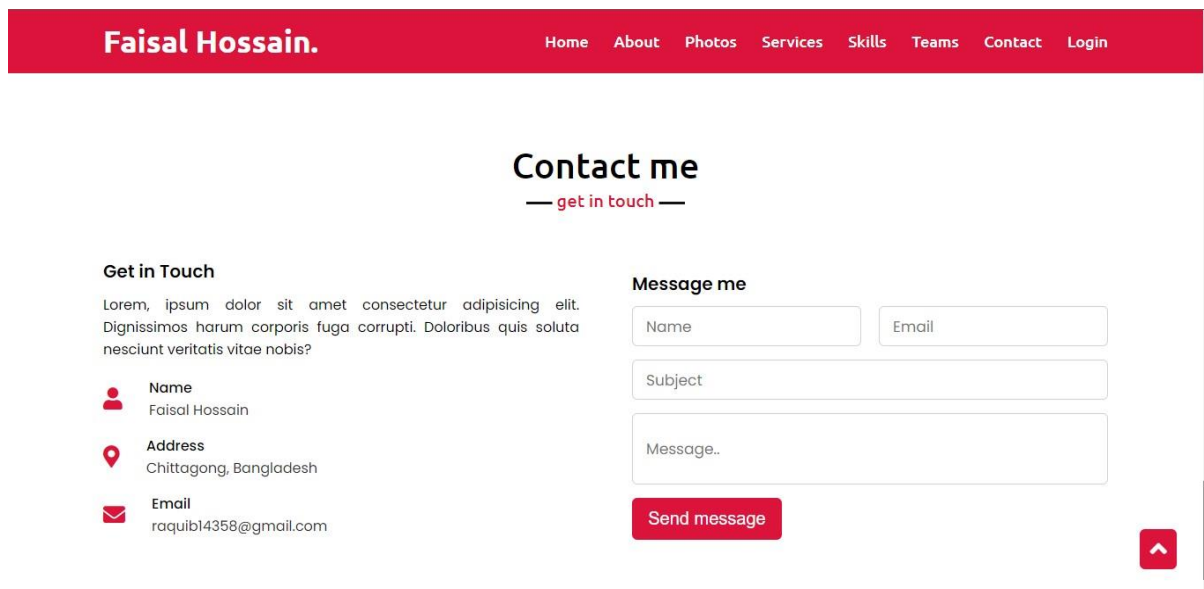 Faisal Hossain.
Home About Photos Services Skills Teams Contact Login
Contact me
get in touch
Get in Touch
Lorem, ipsum dolor sit amet consectetur adipisicing elit.
Dignissimos harum corporis fuga corrupti. Doloribus quis soluta
nesciunt veritatis vitae nobis?
Name
Faisal Hossain
Address
Chittagong, Bangladesh
Email
raquib14358@gmail.com
Message me
Name
Email
Subject
Message..
Send message